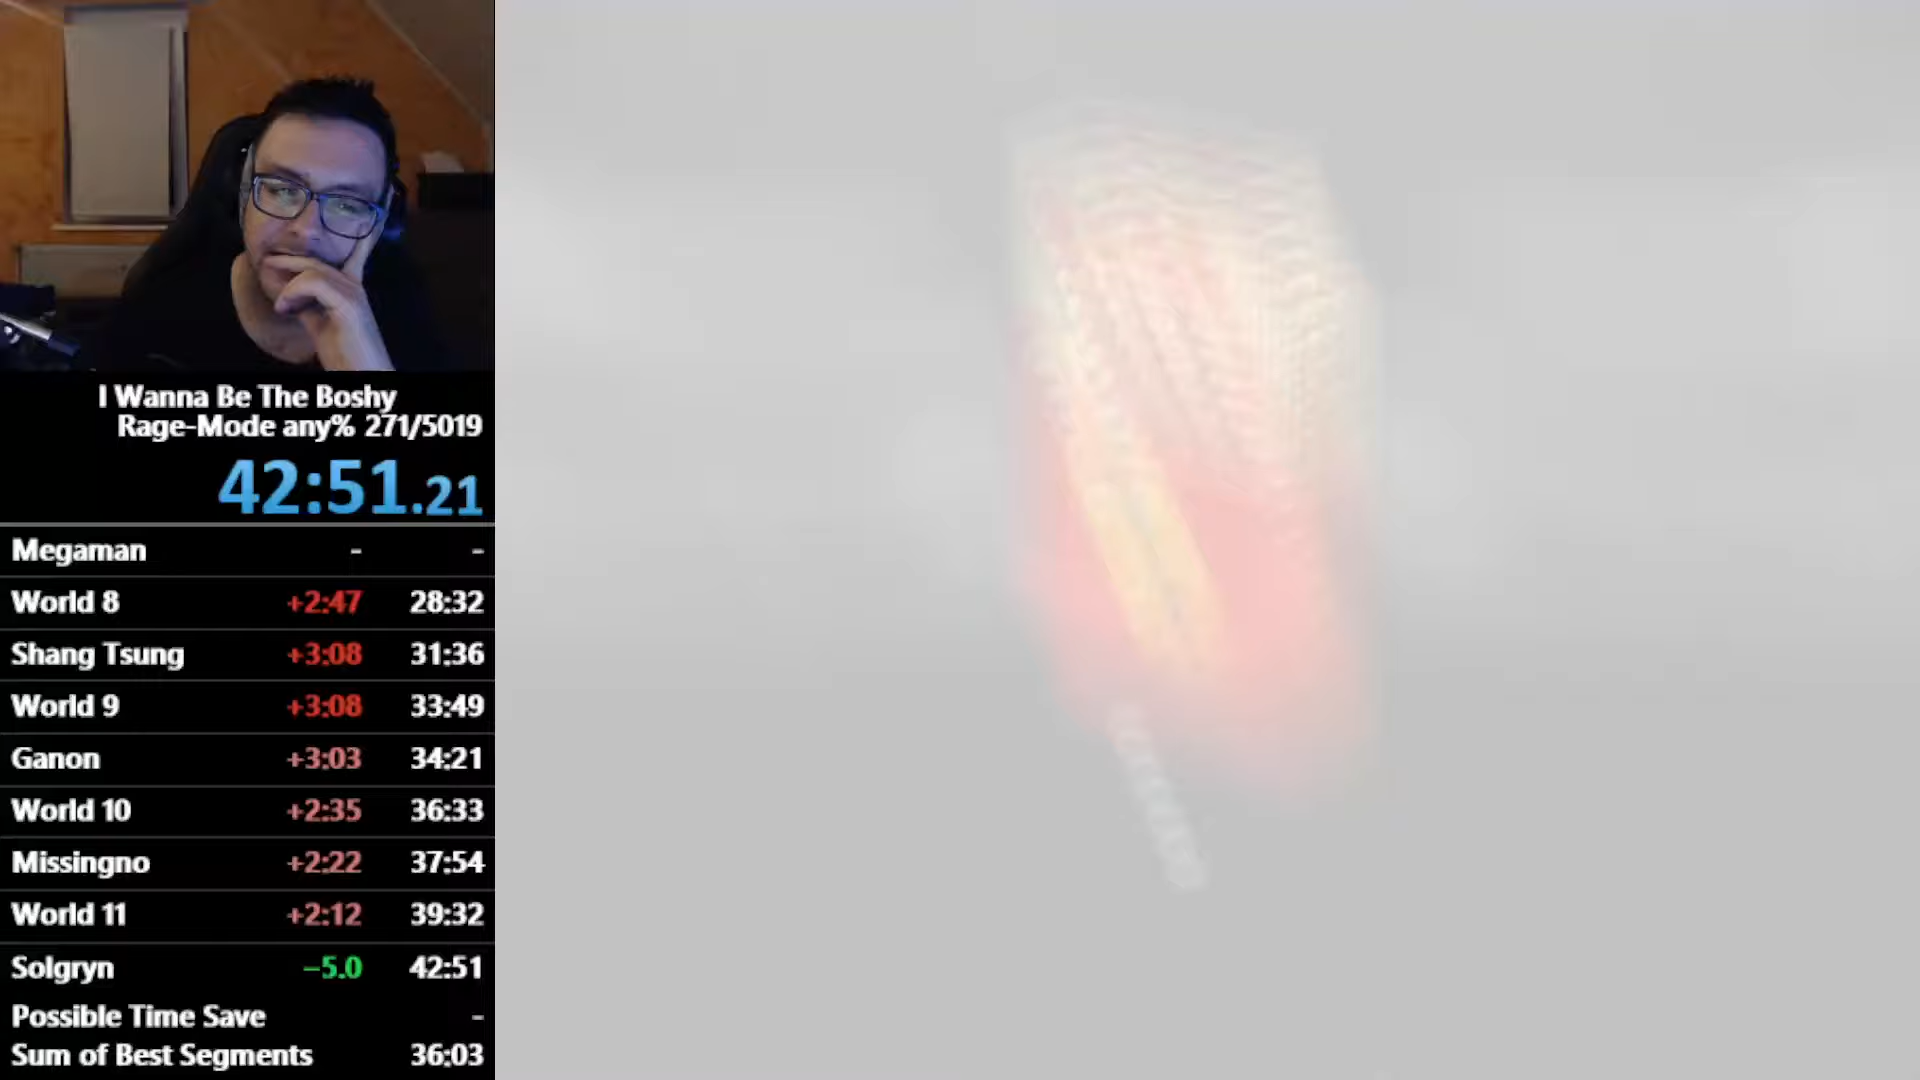 I Wanna Be The Boshy
Rage-Mode any% 271/5019
42:51.21
Megaman - -
World 8 +2:47 28:32
Shang Tsung +3:08 31:36
World 9 +3:08 33:49
Ganon +3:03 34:21
World 10 +2:35 36:33
Missingno +2:22 37:54
World 11 +2:12 39:32
Solgryn −5.0 42:51
Possible Time Save -
Sum of Best Segments 36:03